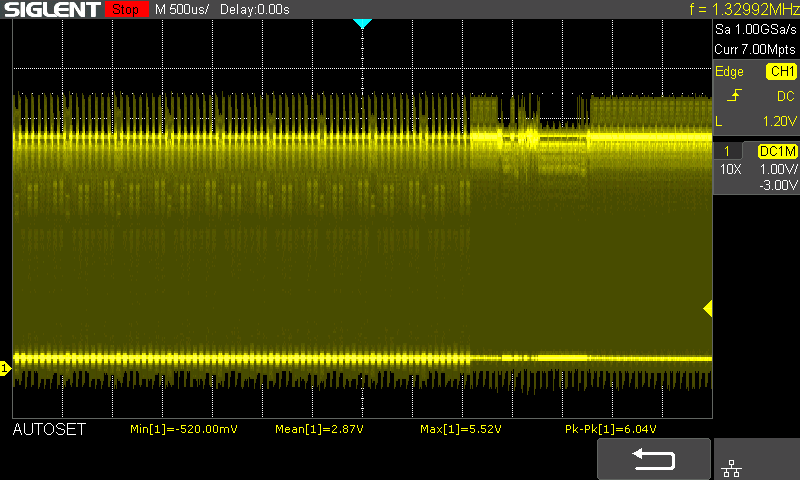 SIGLENT Stop M 500us/ Delay:0.00s f = 1.32992MHz
Sa 1.00GSa/s
Curr 7.00Mpts
Edge CH1
DC
L 1.20V
1 DC1M
10X 1.00V/
-3.00V
1
AUTOSET Min[1]=-520.00mV Mean[1]=2.87V Max[1]=5.52V Pk-Pk[1]=6.04V